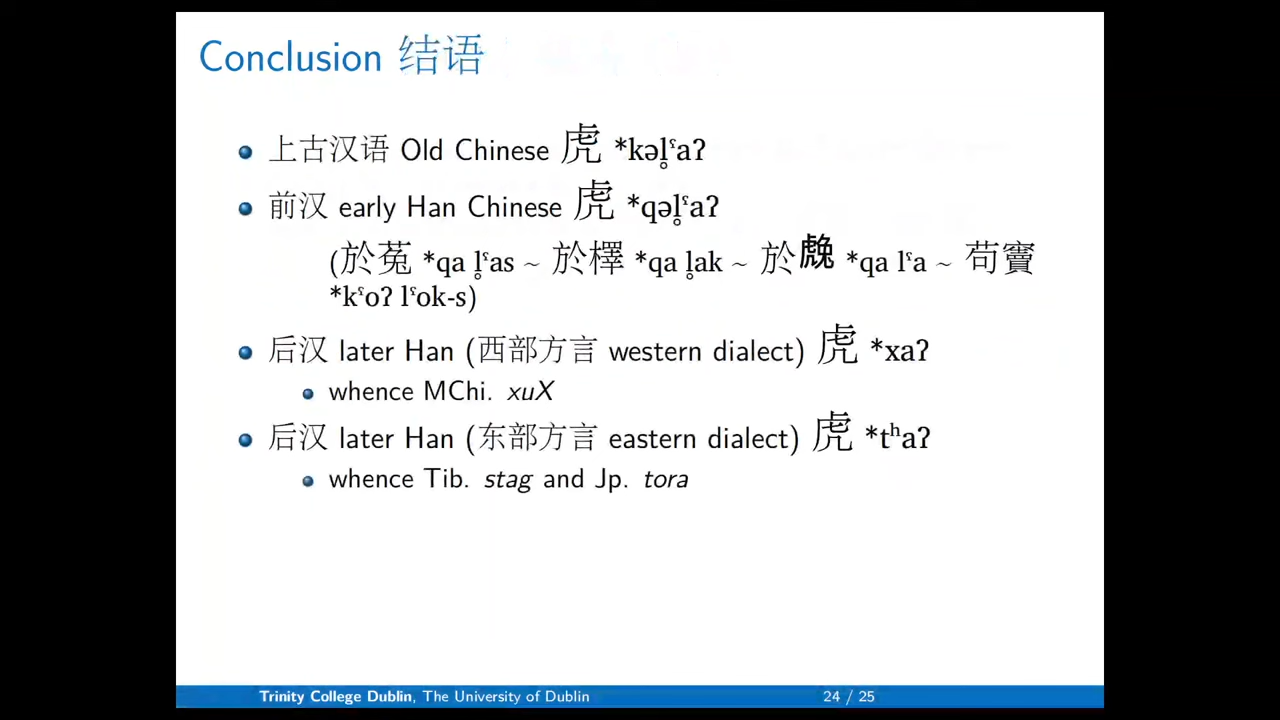 Conclusion 结语
上古汉语 Old Chinese 虎 *kəl̥ˤaʔ
前汉 early Han Chinese 虎 *qəl̥ˤaʔ
(於菟 *qa l̥ˤas ~ 於檡 *qa l̥ak ~ 於䖘 *qa lˤa ~ 苟竇
*kˤoʔ lˤok-s)
后汉 later Han (西部方言 western dialect) 虎 *xaʔ
whence MChi. xuX
后汉 later Han (东部方言 eastern dialect) 虎 *tʰaʔ
whence Tib. stag and Jp. tora
Trinity College Dublin, The University of Dublin 24 / 25